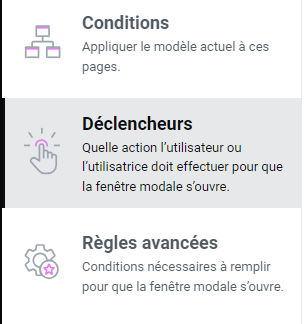 Conditions
Appliquer le modèle actuel à ces
pages.
Déclencheurs
Quelle action l’utilisateur ou
l’utilisatrice doit effectuer pour que
la fenêtre modale s’ouvre.
Règles avancées
Conditions nécessaires à remplir
pour que la fenêtre modale s’ouvre.